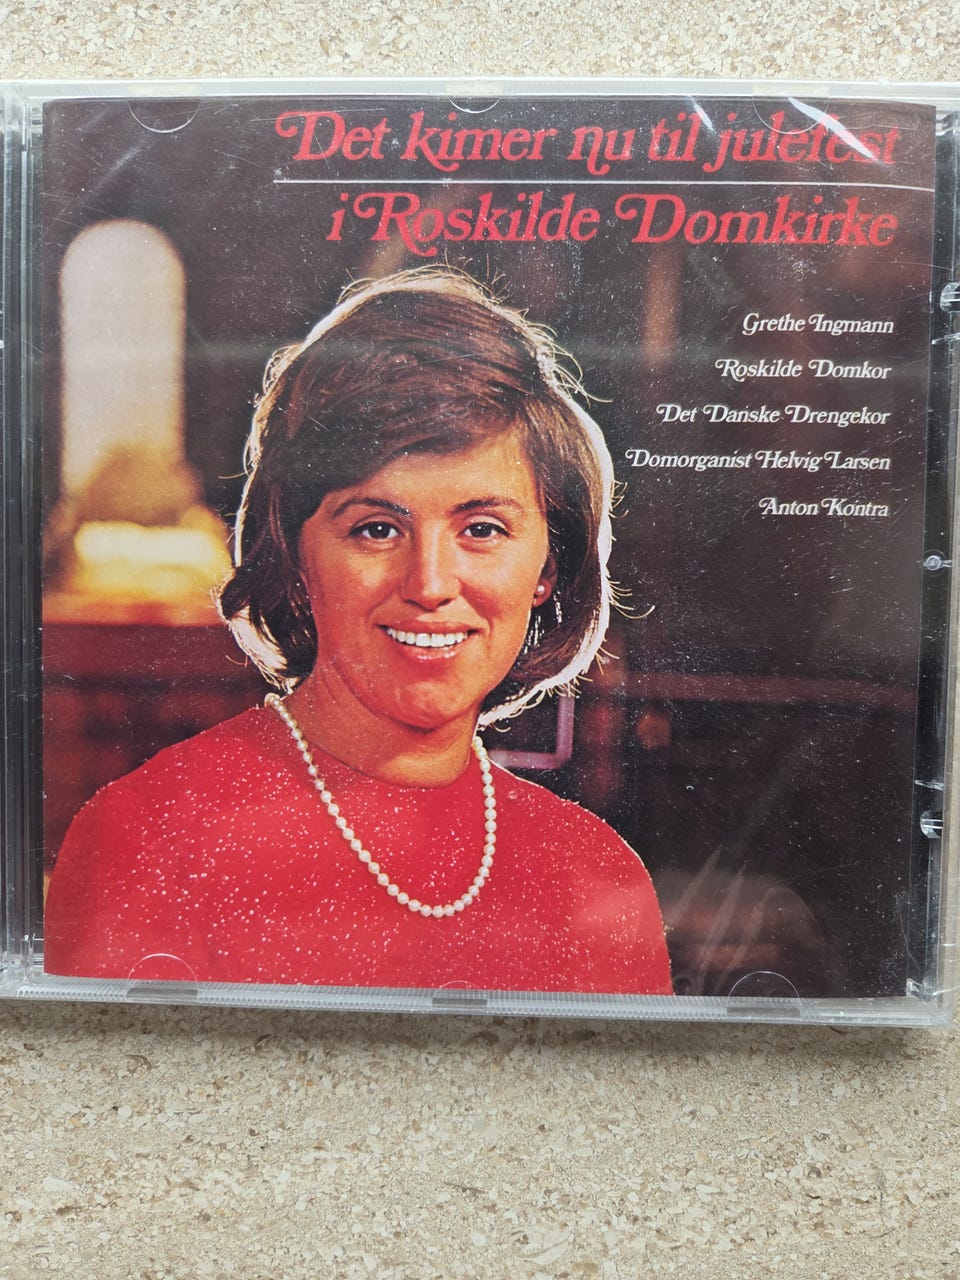 Det kimer nu til julefest
i Roskilde Domkirke
Grethe Ingmann
Roskilde Domkor
Det Danske Drengekor
Domorganist Helvig Larsen
Anton Kontra